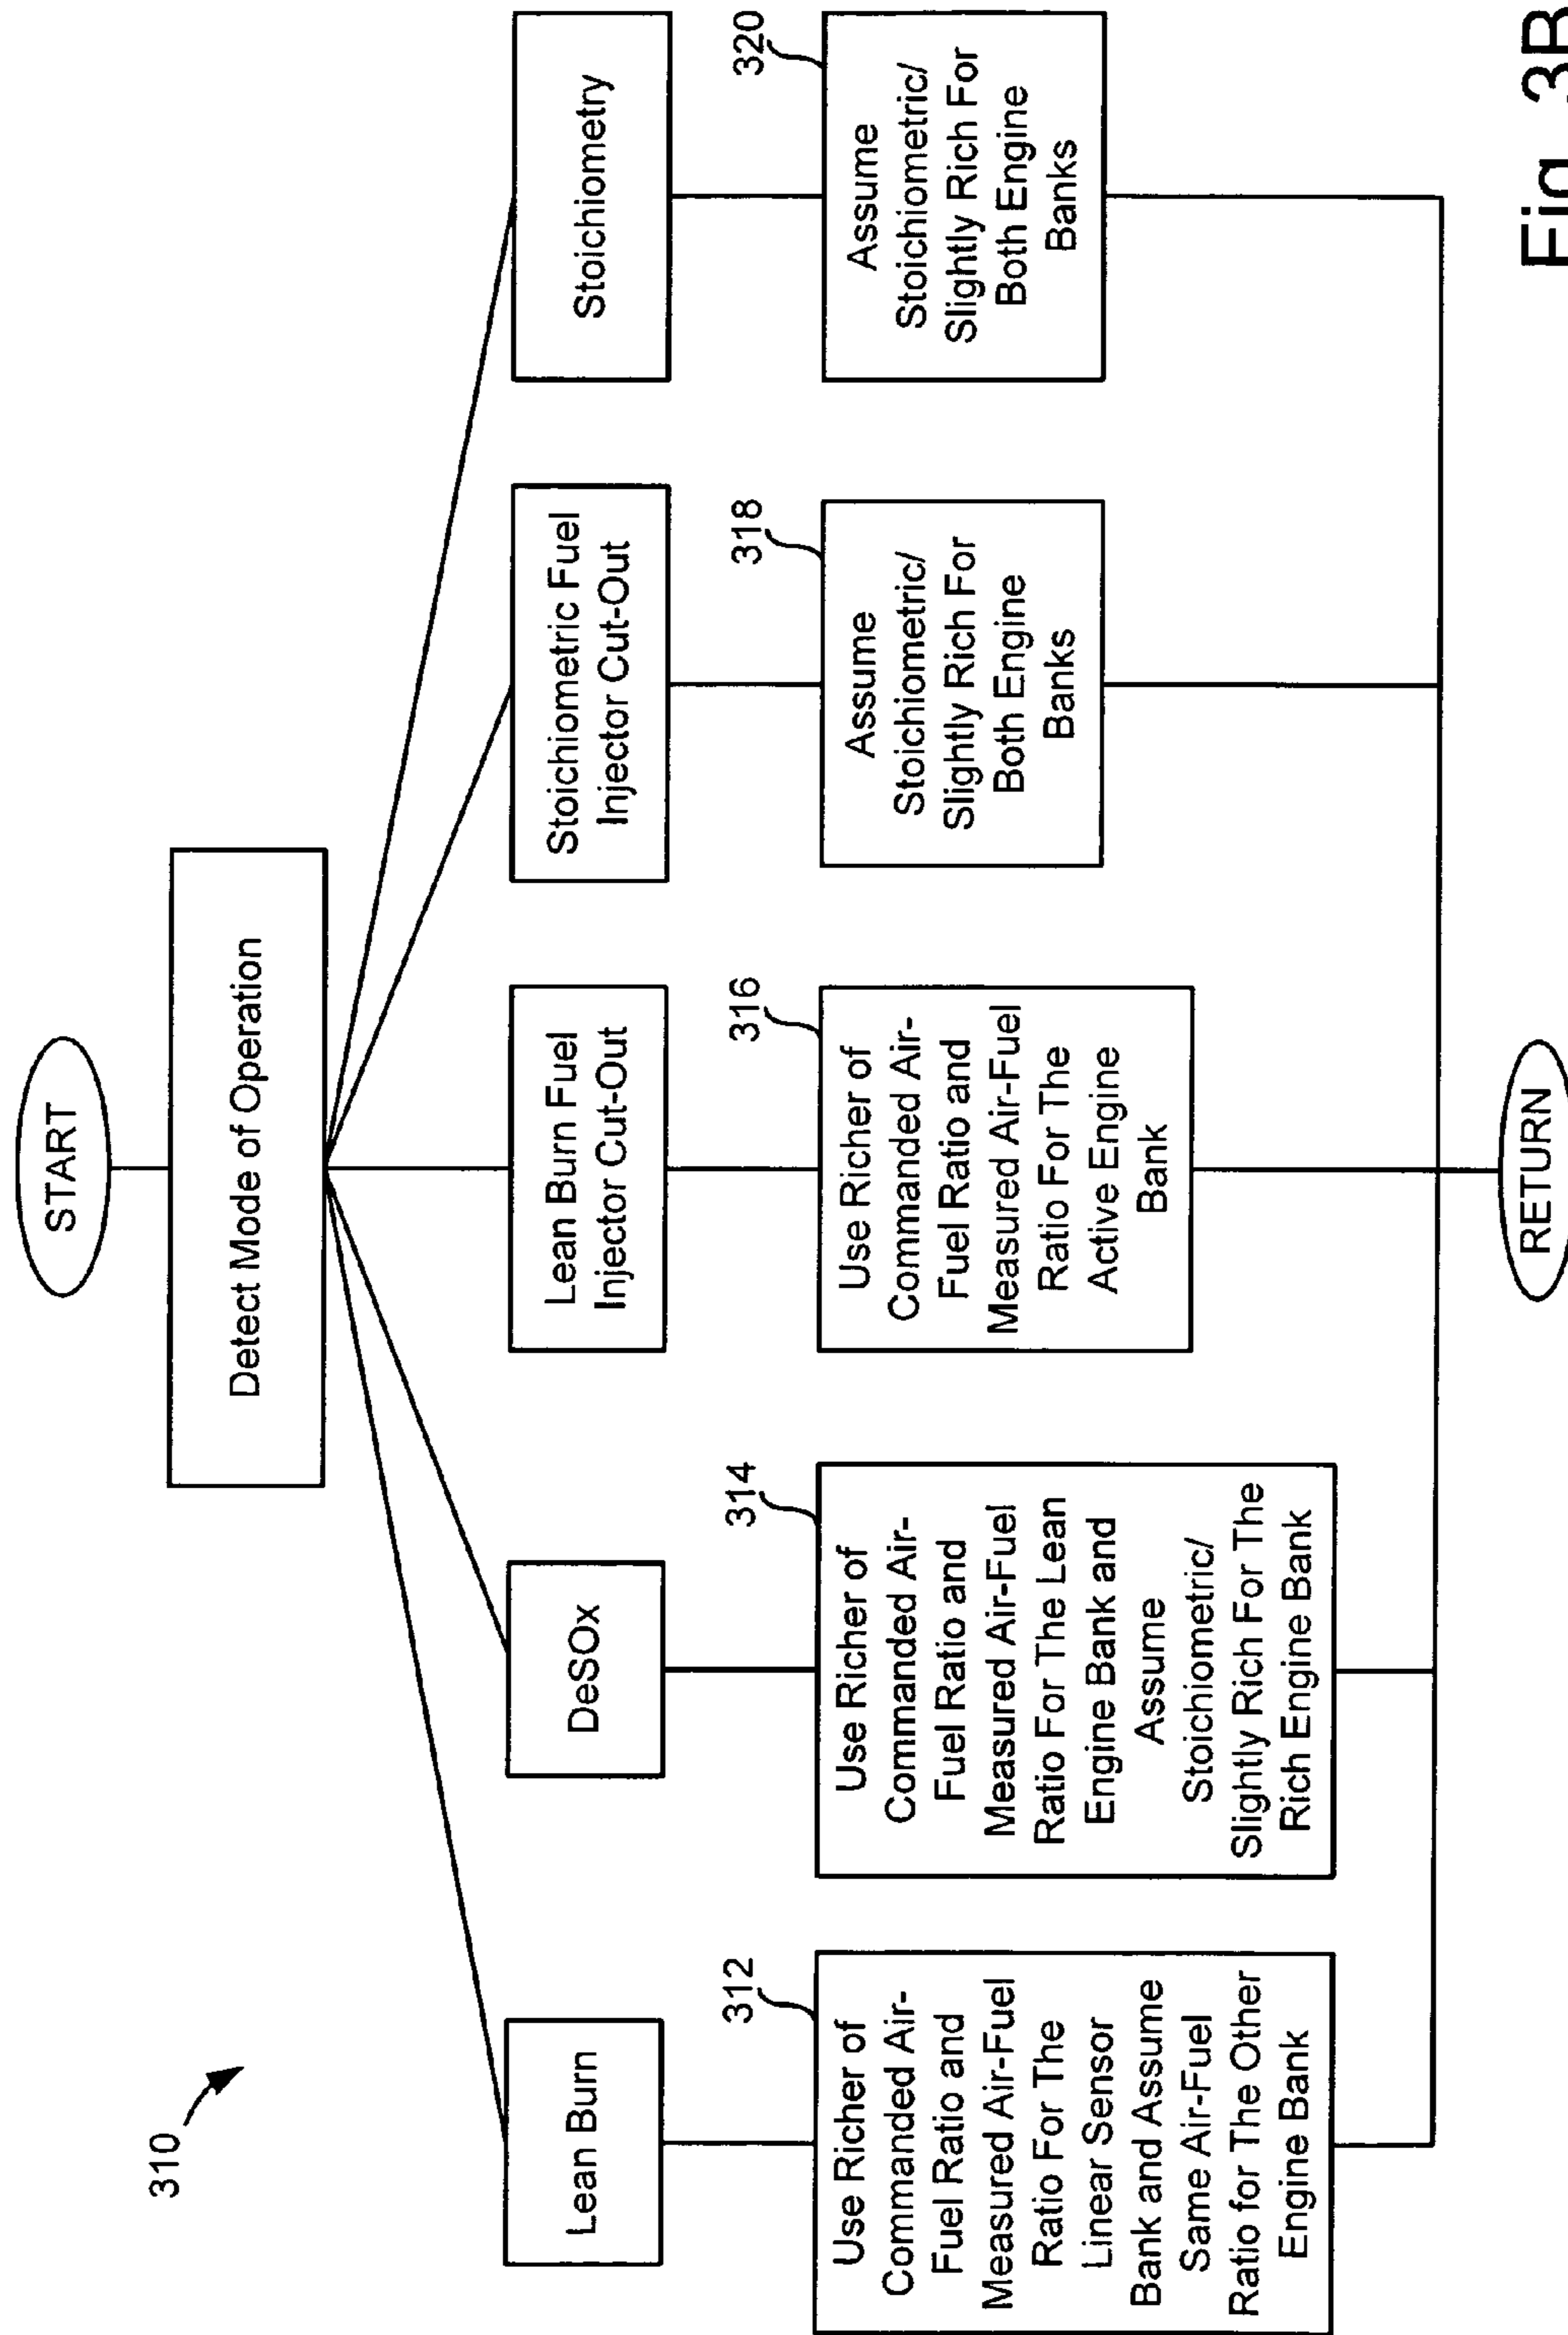 310
START
Detect Mode of Operation
Lean Burn
DeSOx
Lean Burn Fuel
Injector Cut-Out
Stoichiometric Fuel
Injector Cut-Out
Stoichiometry
312
Use Richer of
Commanded Air-
Fuel Ratio and
Measured Air-Fuel
Ratio For The
Linear Sensor
Bank and Assume
Same Air-Fuel
Ratio for The Other
Engine Bank
314
Use Richer of
Commanded Air-
Fuel Ratio and
Measured Air-Fuel
Ratio For The Lean
Engine Bank and
Assume
Stoichiometric/
Slightly Rich For The
Rich Engine Bank
316
Use Richer of
Commanded Air-
Fuel Ratio and
Measured Air-Fuel
Ratio For The
Active Engine
Bank
318
Assume
Stoichiometric/
Slightly Rich For
Both Engine
Banks
320
Assume
Stoichiometric/
Slightly Rich For
Both Engine
Banks
RETURN
Fig. 3B